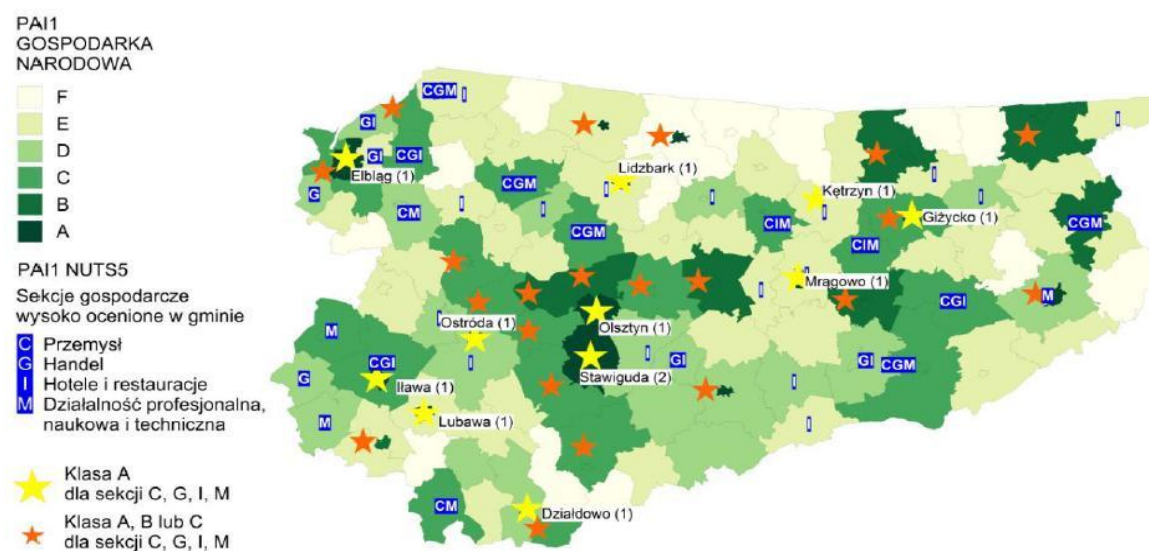 PAI1
GOSPODARKA
NARODOWA
F
E
D
C
B
A
PAI1 NUTS5
Sekcje gospodarcze
wysoko ocenione w gminie
C Przemysł
G Handel
I Hotele i restauracje
M Działalność profesjonalna,
naukowa i techniczna
Klasa A
dla sekcji C, G, I, M
Klasa A, B lub C
dla sekcji C, G, I, M
CGM
I
GI
I
GI
CGI
Elbląg (1)
Lidzbark (1)
CGM
I
I
Kętrzyn (1)
I
I
G
CM
I
I
CIM
I
Giżycko (1)
CGM
CGM
CIM
Mrągowo (1)
I
I
CGI
M
M
I
Ostróda (1)
Olsztyn (1)
I
GI
GI
CGM
CGI
I
Stawiguda (2)
G
Iława (1)
I
M
Lubawa (1)
I
CM
Działdowo (1)